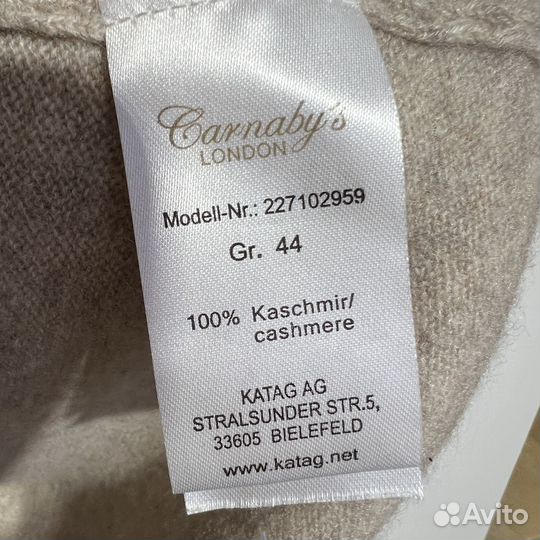 Carnaby's
LONDON
Modell-Nr.: 227102959
Gr. 44
100% Kaschmir/
cashmere
KATAG AG
STRALSUNDER STR.5,
33605 BIELEFELD
www.katag.net
Avito